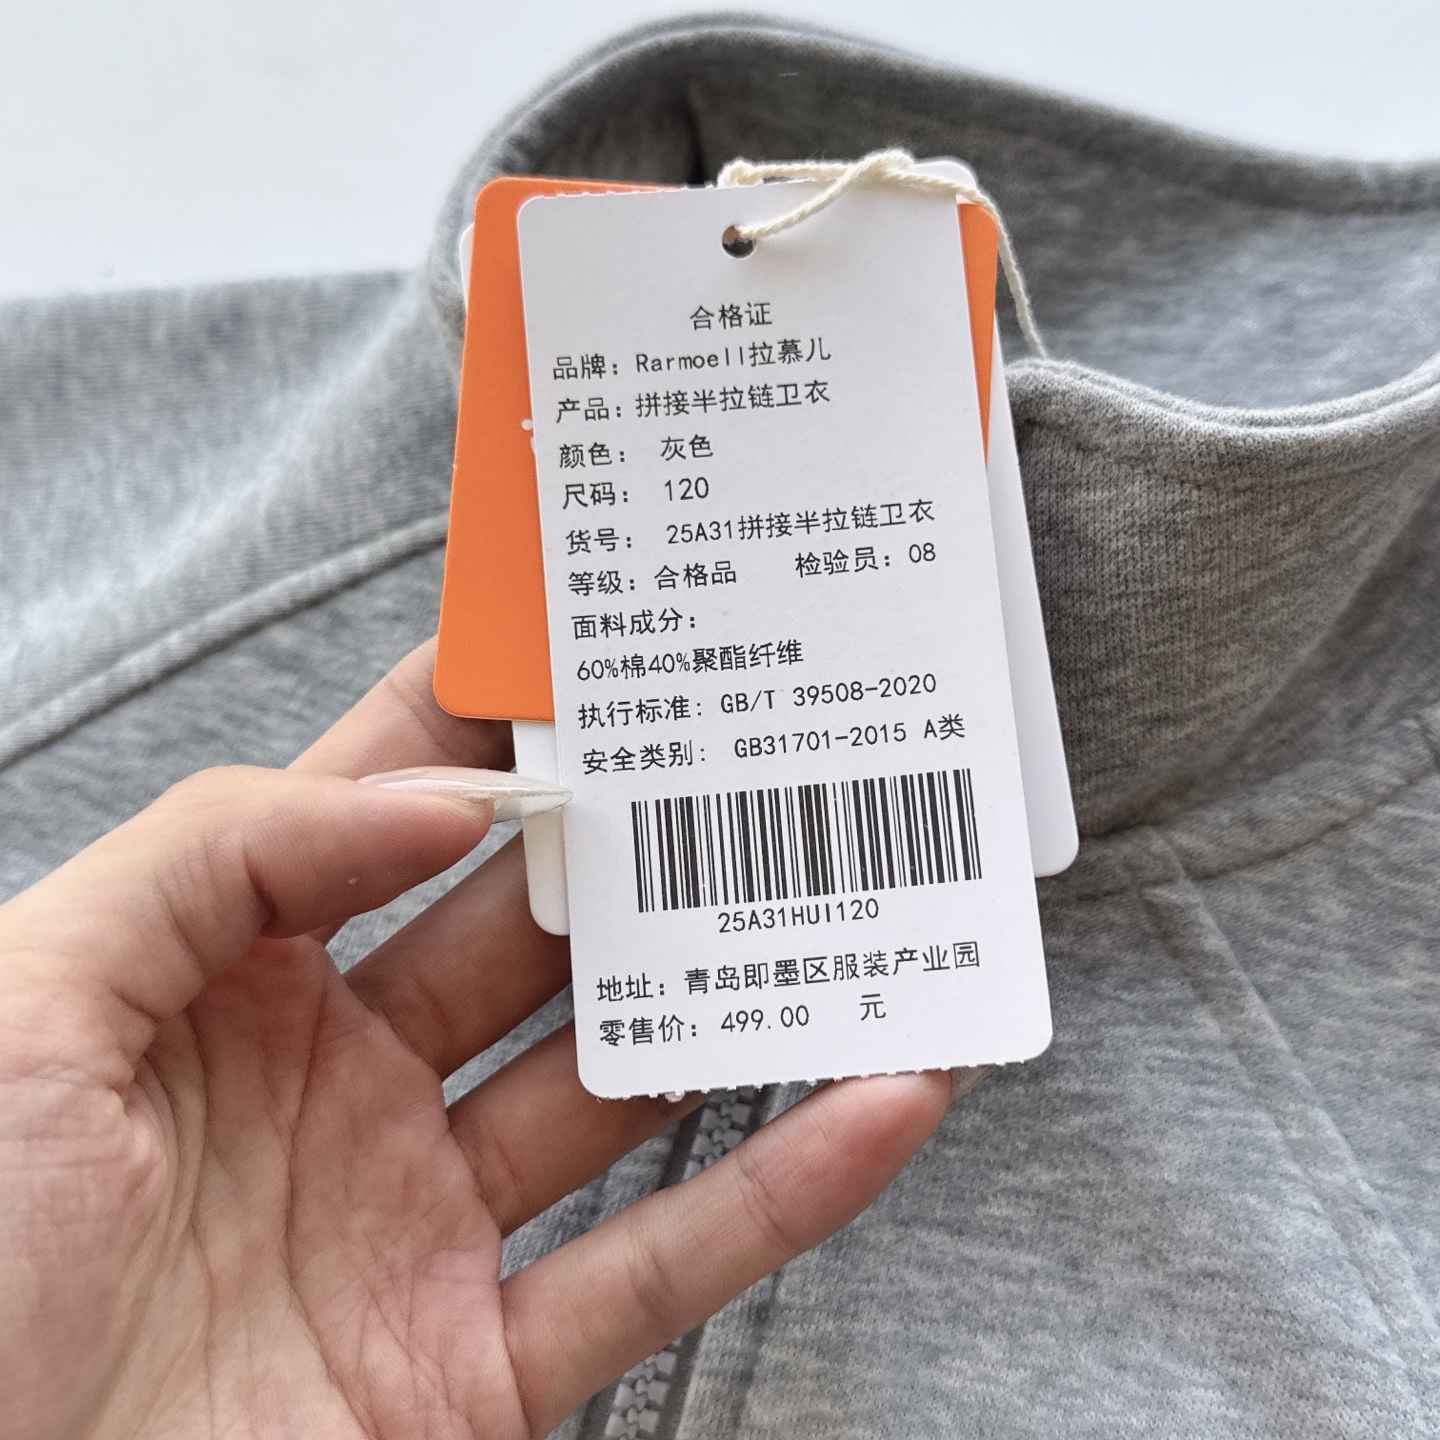 合格证
品牌：Rarmoell拉慕儿
产品：拼接半拉链卫衣
颜色： 灰色
尺码： 120
货号： 25A31拼接半拉链卫衣
等级：合格品 检验员：08
面料成分：
60%棉40%聚酯纤维
执行标准：GB/T 39508-2020
安全类别： GB31701-2015 A类
25A31HUI120
地址：青岛即墨区服装产业园
零售价：499.00 元